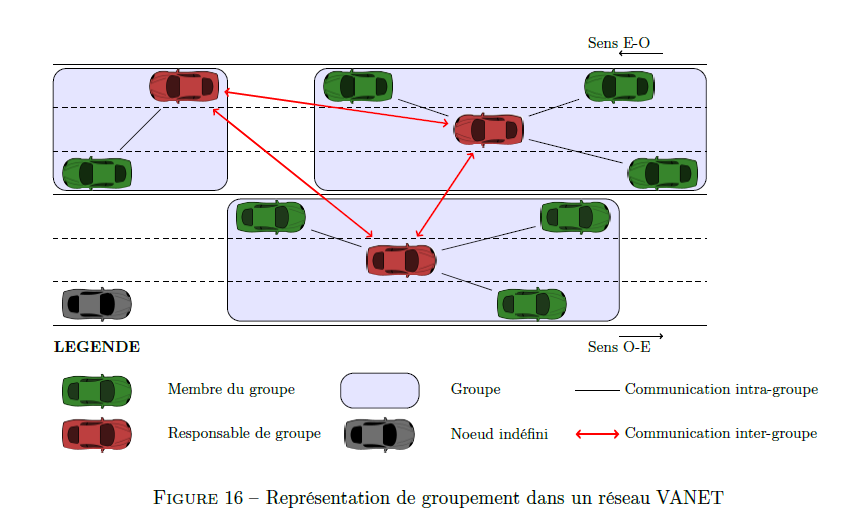 Sens E-O
Sens O-E
LEGENDE
Membre du groupe
Groupe
Communication intra-groupe
Responsable de groupe
Noeud indéfini
Communication inter-groupe
FIGURE 16 – Représentation de groupement dans un réseau VANET